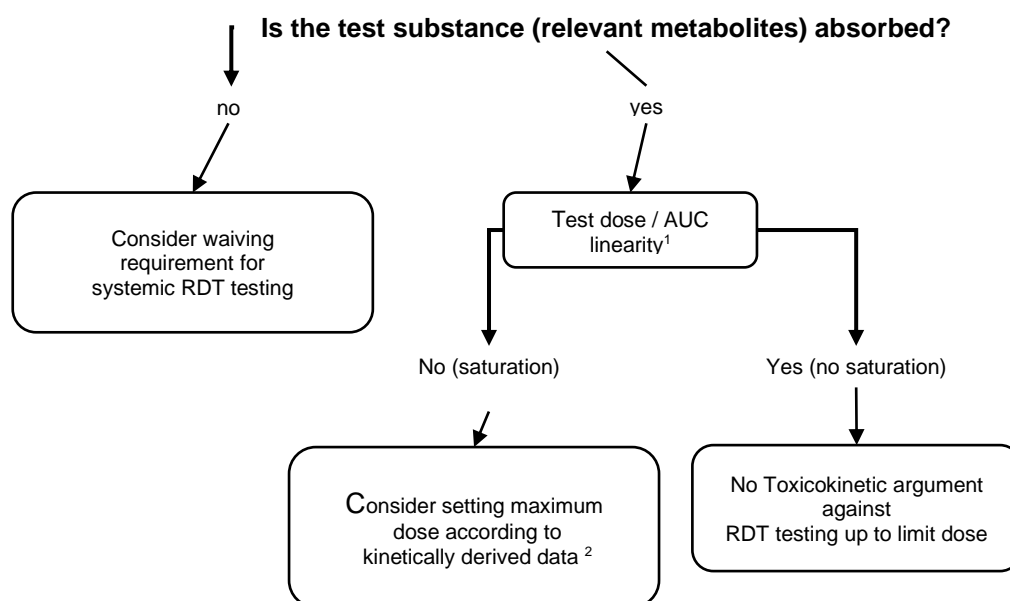 Is the test substance (relevant metabolites) absorbed?
no
yes
Consider waiving
requirement for
systemic RDT testing
Test dose / AUC
linearity¹
No (saturation)
Yes (no saturation)
Consider setting maximum
dose according to
kinetically derived data ²
No Toxicokinetic argument
against
RDT testing up to limit dose